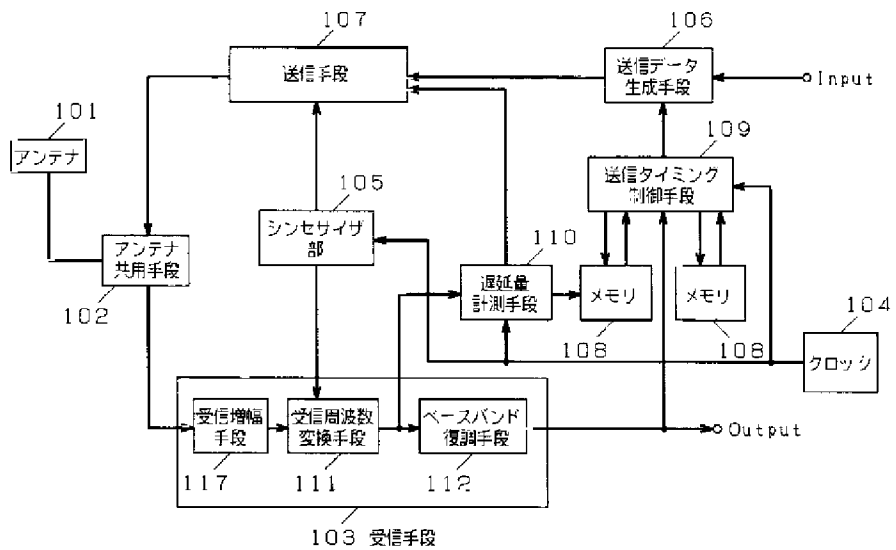 107
送信手段
106
送信データ
生成手段
Input
101
アンテナ
109
送信タイミング
制御手段
105
シンセサイザ
部
アンテナ
共用手段
102
110
遅延量
計測手段
メモリ
108
メモリ
108
104
クロック
受信増幅
手段
117
受信周波数
変換手段
111
ベースバンド
復調手段
112
Output
103 受信手段